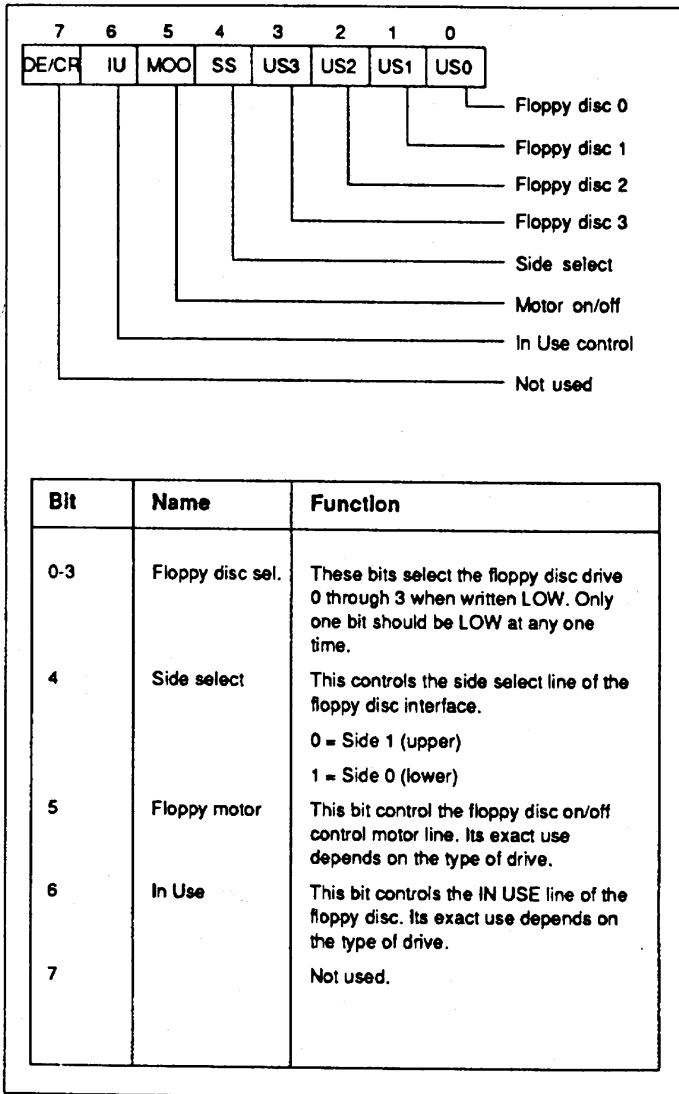 7 6 5 4 3 2 1 0
DE/CR IU MOO SS US3 US2 US1 US0
Floppy disc 0
Floppy disc 1
Floppy disc 2
Floppy disc 3
Side select
Motor on/off
In Use control
Not used
Bit Name Function
0-3 Floppy disc sel. These bits select the floppy disc drive
0 through 3 when written LOW. Only
one bit should be LOW at any one
time.
4 Side select This controls the side select line of the
floppy disc interface.
0 = Side 1 (upper)
1 = Side 0 (lower)
5 Floppy motor This bit control the floppy disc on/off
control motor line. Its exact use
depends on the type of drive.
6 In Use This bit controls the IN USE line of the
floppy disc. Its exact use depends on
the type of drive.
7 Not used.